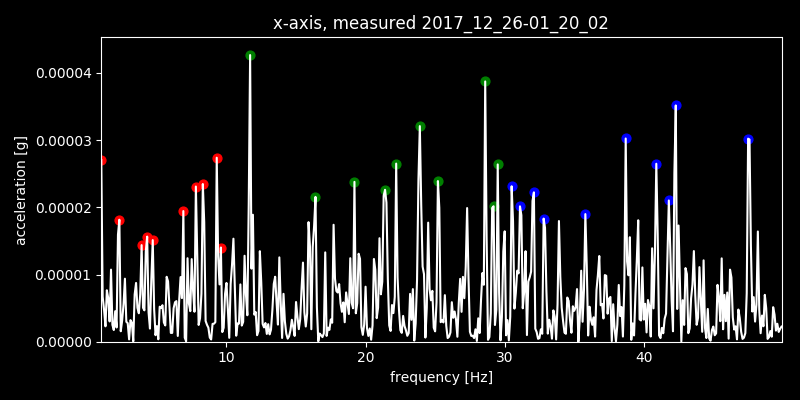 x-axis, measured 2017_12_26-01_20_02
acceleration [g]
0.00004
0.00003
0.00002
0.00001
0.00000
10 20 30 40
frequency [Hz]